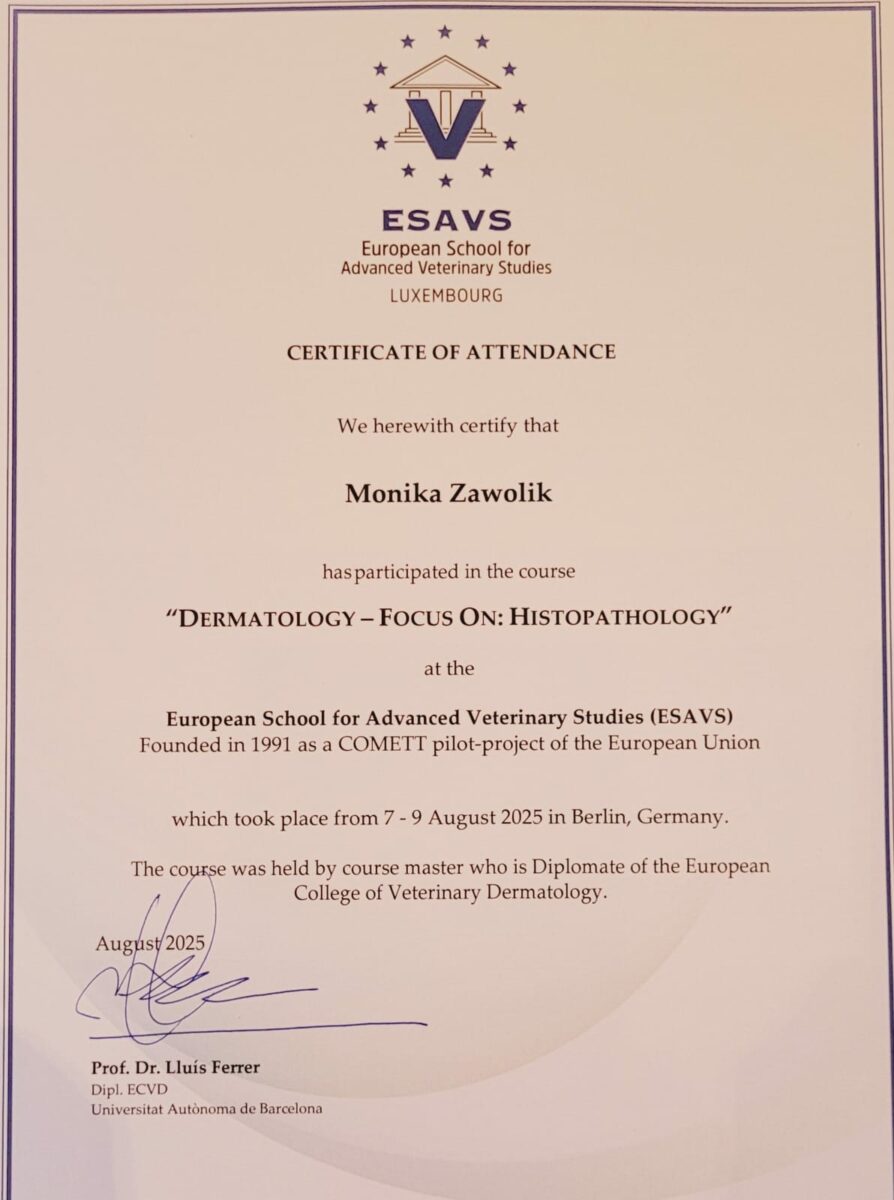 V
ESAVS
European School for
Advanced Veterinary Studies
LUXEMBOURG
CERTIFICATE OF ATTENDANCE
We herewith certify that
Monika Zawolik
has participated in the course
“DERMATOLOGY – FOCUS ON: HISTOPATHOLOGY”
at the
European School for Advanced Veterinary Studies (ESAVS)
Founded in 1991 as a COMETT pilot-project of the European Union
which took place from 7 - 9 August 2025 in Berlin, Germany.
The course was held by course master who is Diplomate of the European
College of Veterinary Dermatology.
August 2025
Prof. Dr. Lluís Ferrer
Dipl. ECVD
Universitat Autònoma de Barcelona